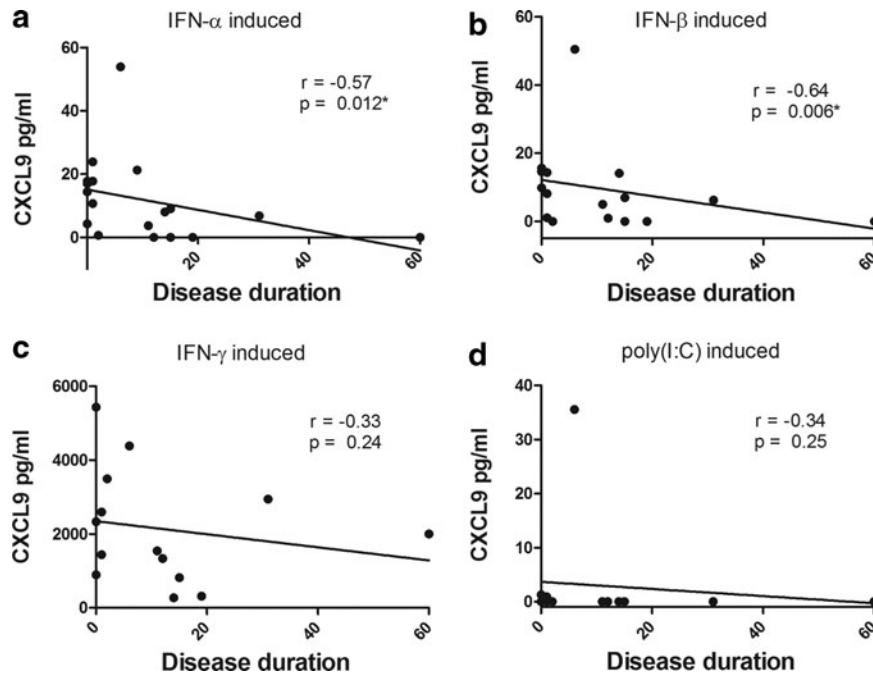 a
IFN-α induced
CXCL9 pg/ml
60
40
20
0
r = -0.57
p = 0.012*
0
20
40
60
Disease duration
b
IFN-β induced
CXCL9 pg/ml
60
40
20
0
r = -0.64
p = 0.006*
0
20
40
60
Disease duration
c
IFN-γ induced
CXCL9 pg/ml
6000
4000
2000
0
r = -0.33
p = 0.24
0
20
40
60
Disease duration
d
poly(I:C) induced
CXCL9 pg/ml
40
30
20
10
0
r = -0.34
p = 0.25
0
20
40
60
Disease duration